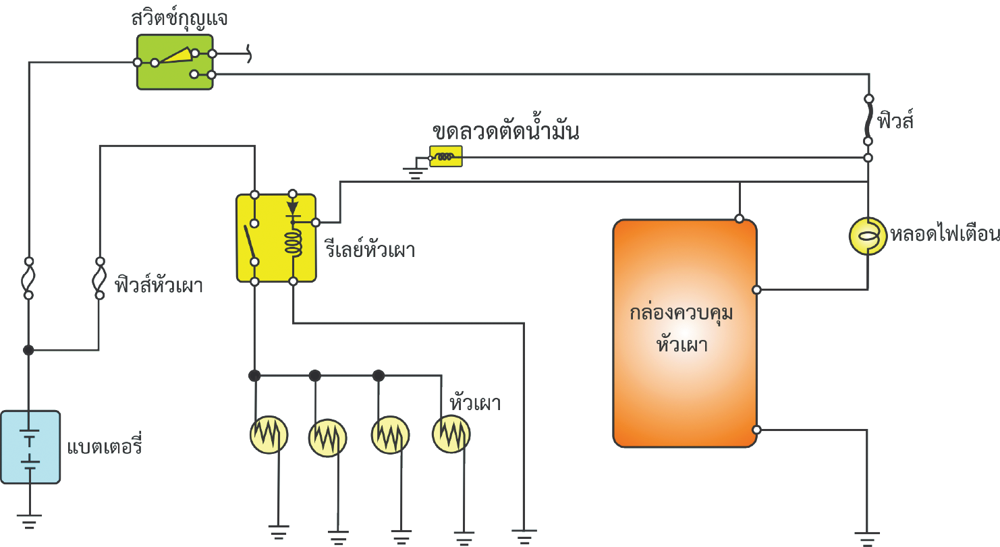 สวิตช์กุญแจ
ฟิวส์
ขดลวดตัดน้ำมัน
หลอดไฟเตือน
รีเลย์หัวเผา
ฟิวส์หัวเผา
กล่องควบคุม
หัวเผา
หัวเผา
แบตเตอรี่